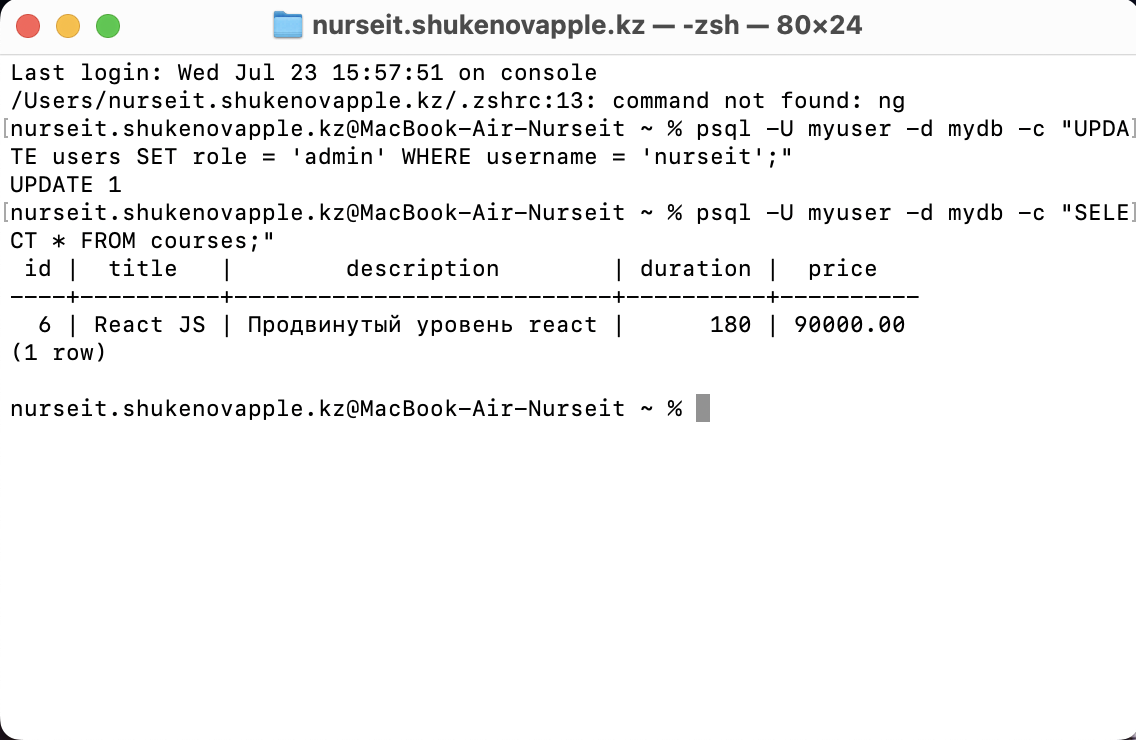 nurseit.shukenovapple.kz — -zsh — 80×24
Last login: Wed Jul 23 15:57:51 on console
/Users/nurseit.shukenovapple.kz/.zshrc:13: command not found: ng
[nurseit.shukenovapple.kz@MacBook-Air-Nurseit ~ % psql -U myuser -d mydb -c "UPDA]
TE users SET role = 'admin' WHERE username = 'nurseit';"
UPDATE 1
[nurseit.shukenovapple.kz@MacBook-Air-Nurseit ~ % psql -U myuser -d mydb -c "SELE]
CT * FROM courses;"
 id |  title   |        description        | duration |  price
----+----------+---------------------------+----------+----------
  6 | React JS | Продвинутый уровень react |      180 | 90000.00
(1 row)
nurseit.shukenovapple.kz@MacBook-Air-Nurseit ~ %